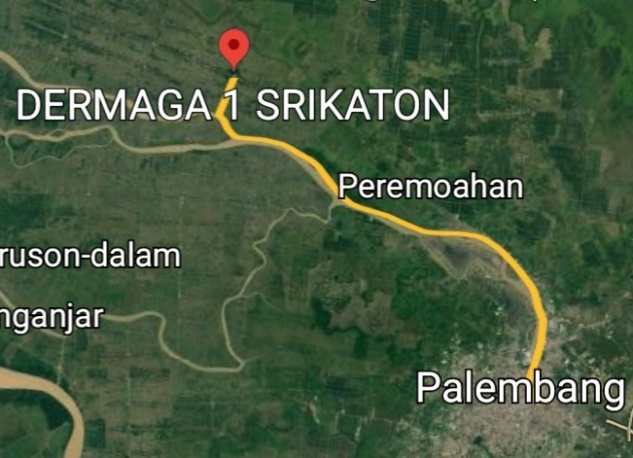 DERMAGA 1 SRIKATON
Peremoahan
ruson-dalam
nganjar
Palembang